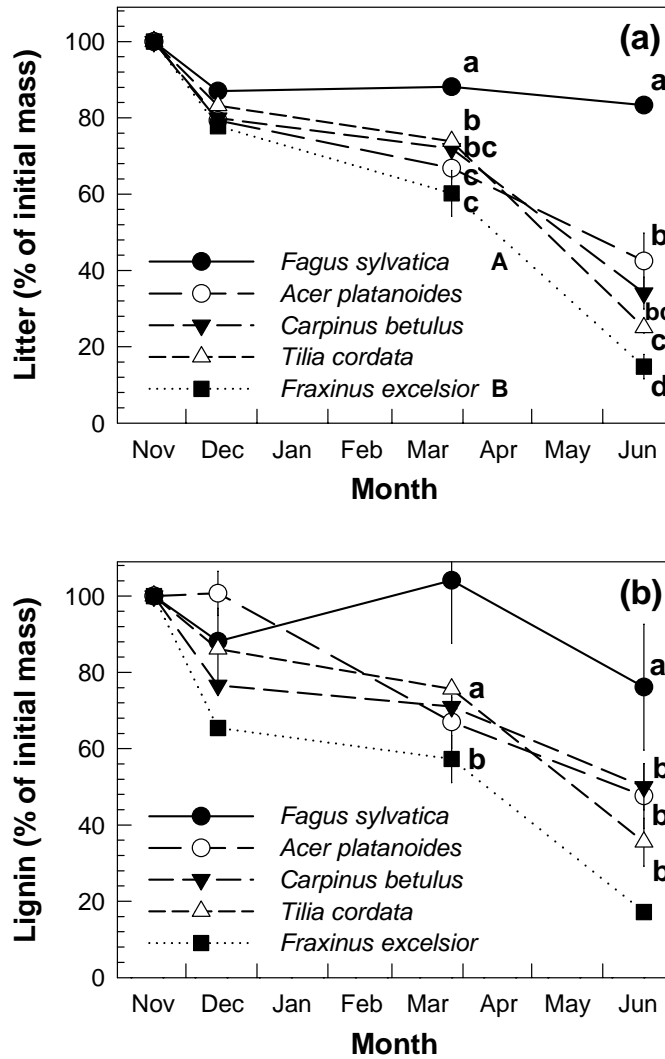 (a)
100
80
60
40
20
0
Litter (% of initial mass)
a
a
b
bc
c
c
b
bc
c
d
Fagus sylvatica A
Acer platanoides
Carpinus betulus
Tilia cordata
Fraxinus excelsior B
Nov Dec Jan Feb Mar Apr May Jun
Month
(b)
100
80
60
40
20
0
Lignin (% of initial mass)
a
a
b
b
b
b
Fagus sylvatica
Acer platanoides
Carpinus betulus
Tilia cordata
Fraxinus excelsior
Nov Dec Jan Feb Mar Apr May Jun
Month